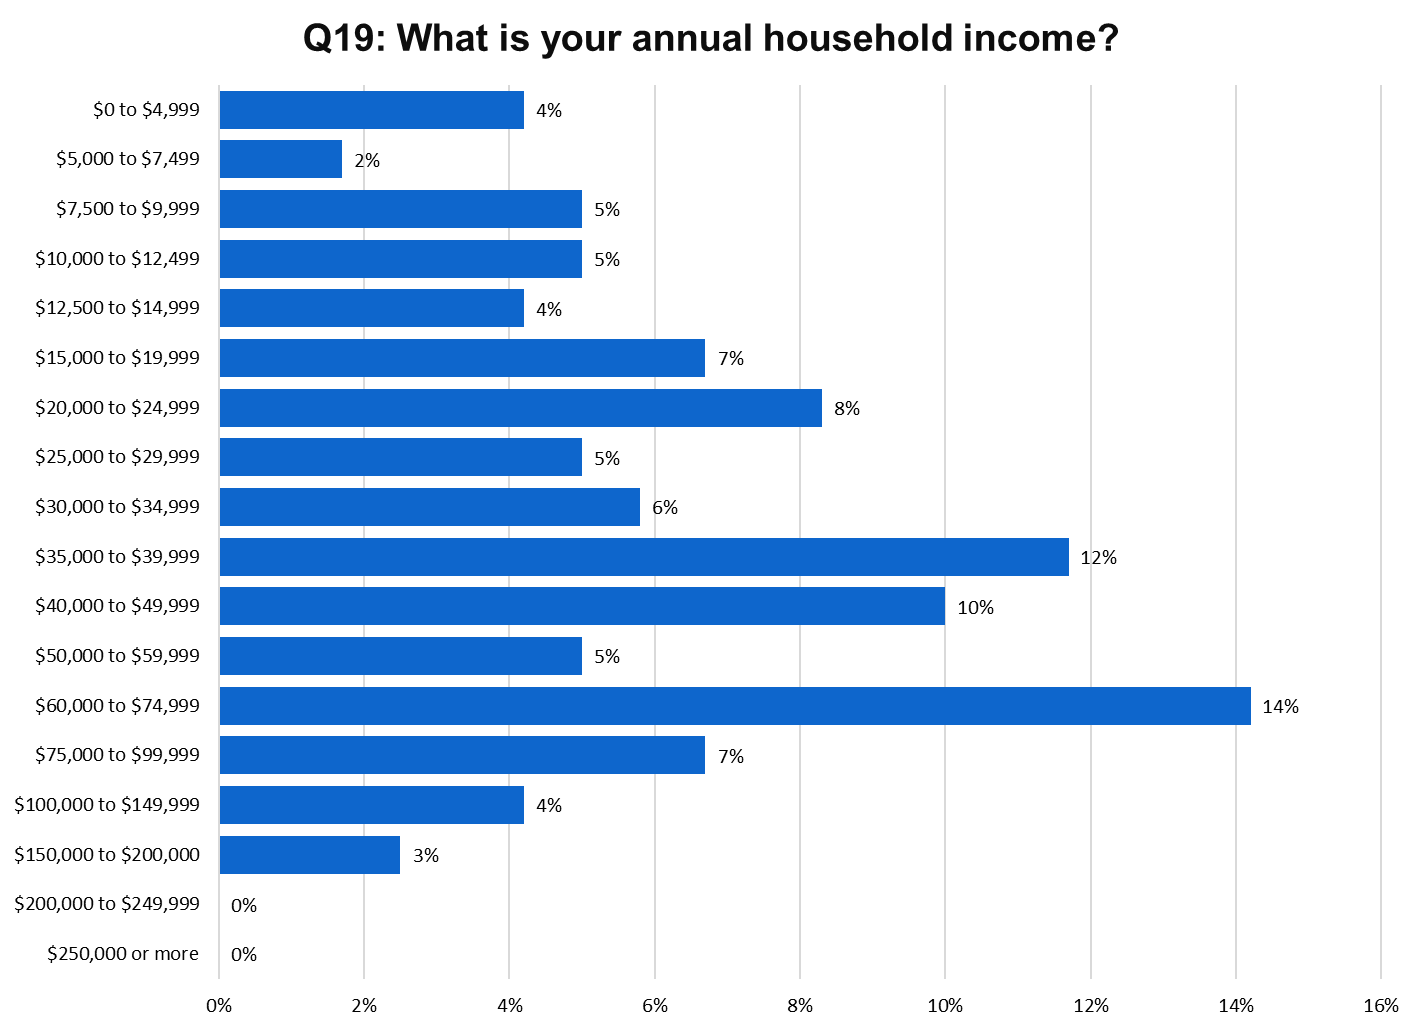 Q19: What is your annual household income?
$0 to $4,999 4%
$5,000 to $7,499 2%
$7,500 to $9,999 5%
$10,000 to $12,499 5%
$12,500 to $14,999 4%
$15,000 to $19,999 7%
$20,000 to $24,999 8%
$25,000 to $29,999 5%
$30,000 to $34,999 6%
$35,000 to $39,999 12%
$40,000 to $49,999 10%
$50,000 to $59,999 5%
$60,000 to $74,999 14%
$75,000 to $99,999 7%
$100,000 to $149,999 4%
$150,000 to $200,000 3%
$200,000 to $249,999 0%
$250,000 or more 0%
0% 2% 4% 6% 8% 10% 12% 14% 16%